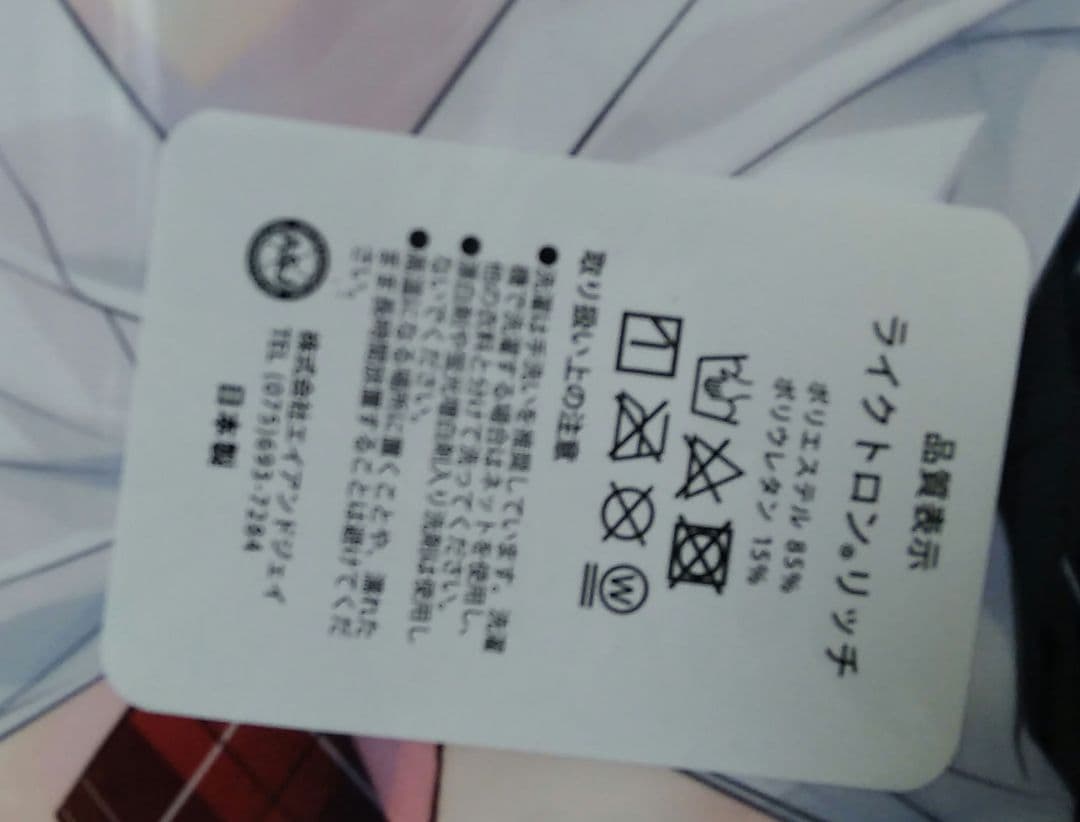 品質表示
ライクトロン®リッチ
ポリエステル 85%
ポリウレタン 15%
W
取り扱い上の注意
●洗濯は手洗いを推奨しています。洗濯
機で洗濯する場合はネットを使用し、
他の衣料と分けて洗ってください。
●漂白剤や蛍光増白剤入り洗剤は使用し
ないでください。
●高温になる場所に置くことや、濡れた
まま長時間放置することは避けてくだ
さい。
A&J
株式会社エイアンドジェイ
TEL (075)693-7284
日本製